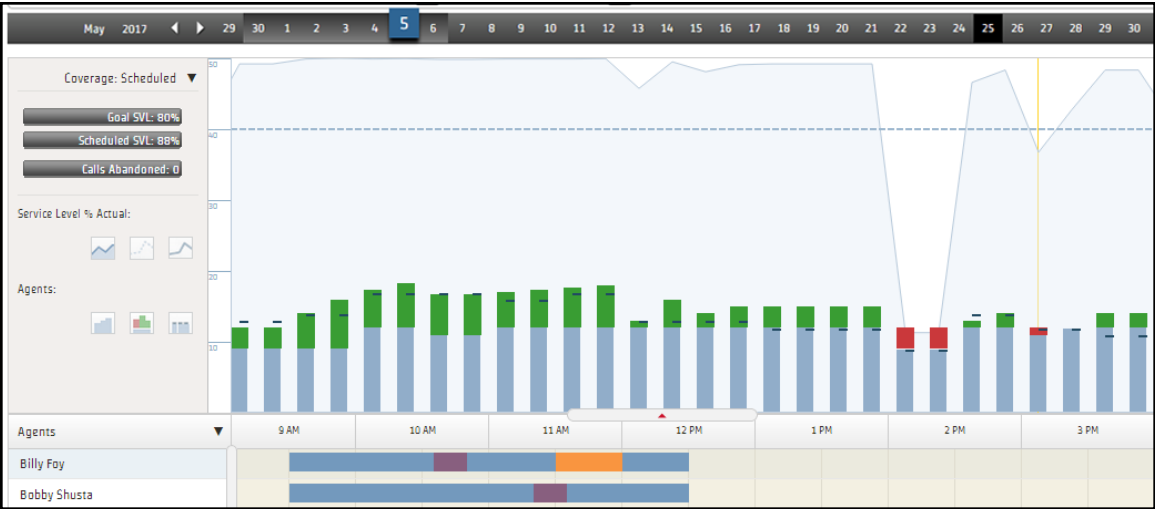 May 2017 29 30 1 2 3 4 5 6 7 8 9 10 11 12 13 14 15 16 17 18 19 20 21 22 23 24 25 26 27 28 29 30
Coverage: Scheduled
Goal SVL: 80%
Scheduled SVL: 88%
Calls Abandoned: 0
Service Level % Actual:
Agents:
50
40
30
20
10
Agents 9 AM 10 AM 11 AM 12 PM 1 PM 2 PM 3 PM
Billy Foy
Bobby Shusta